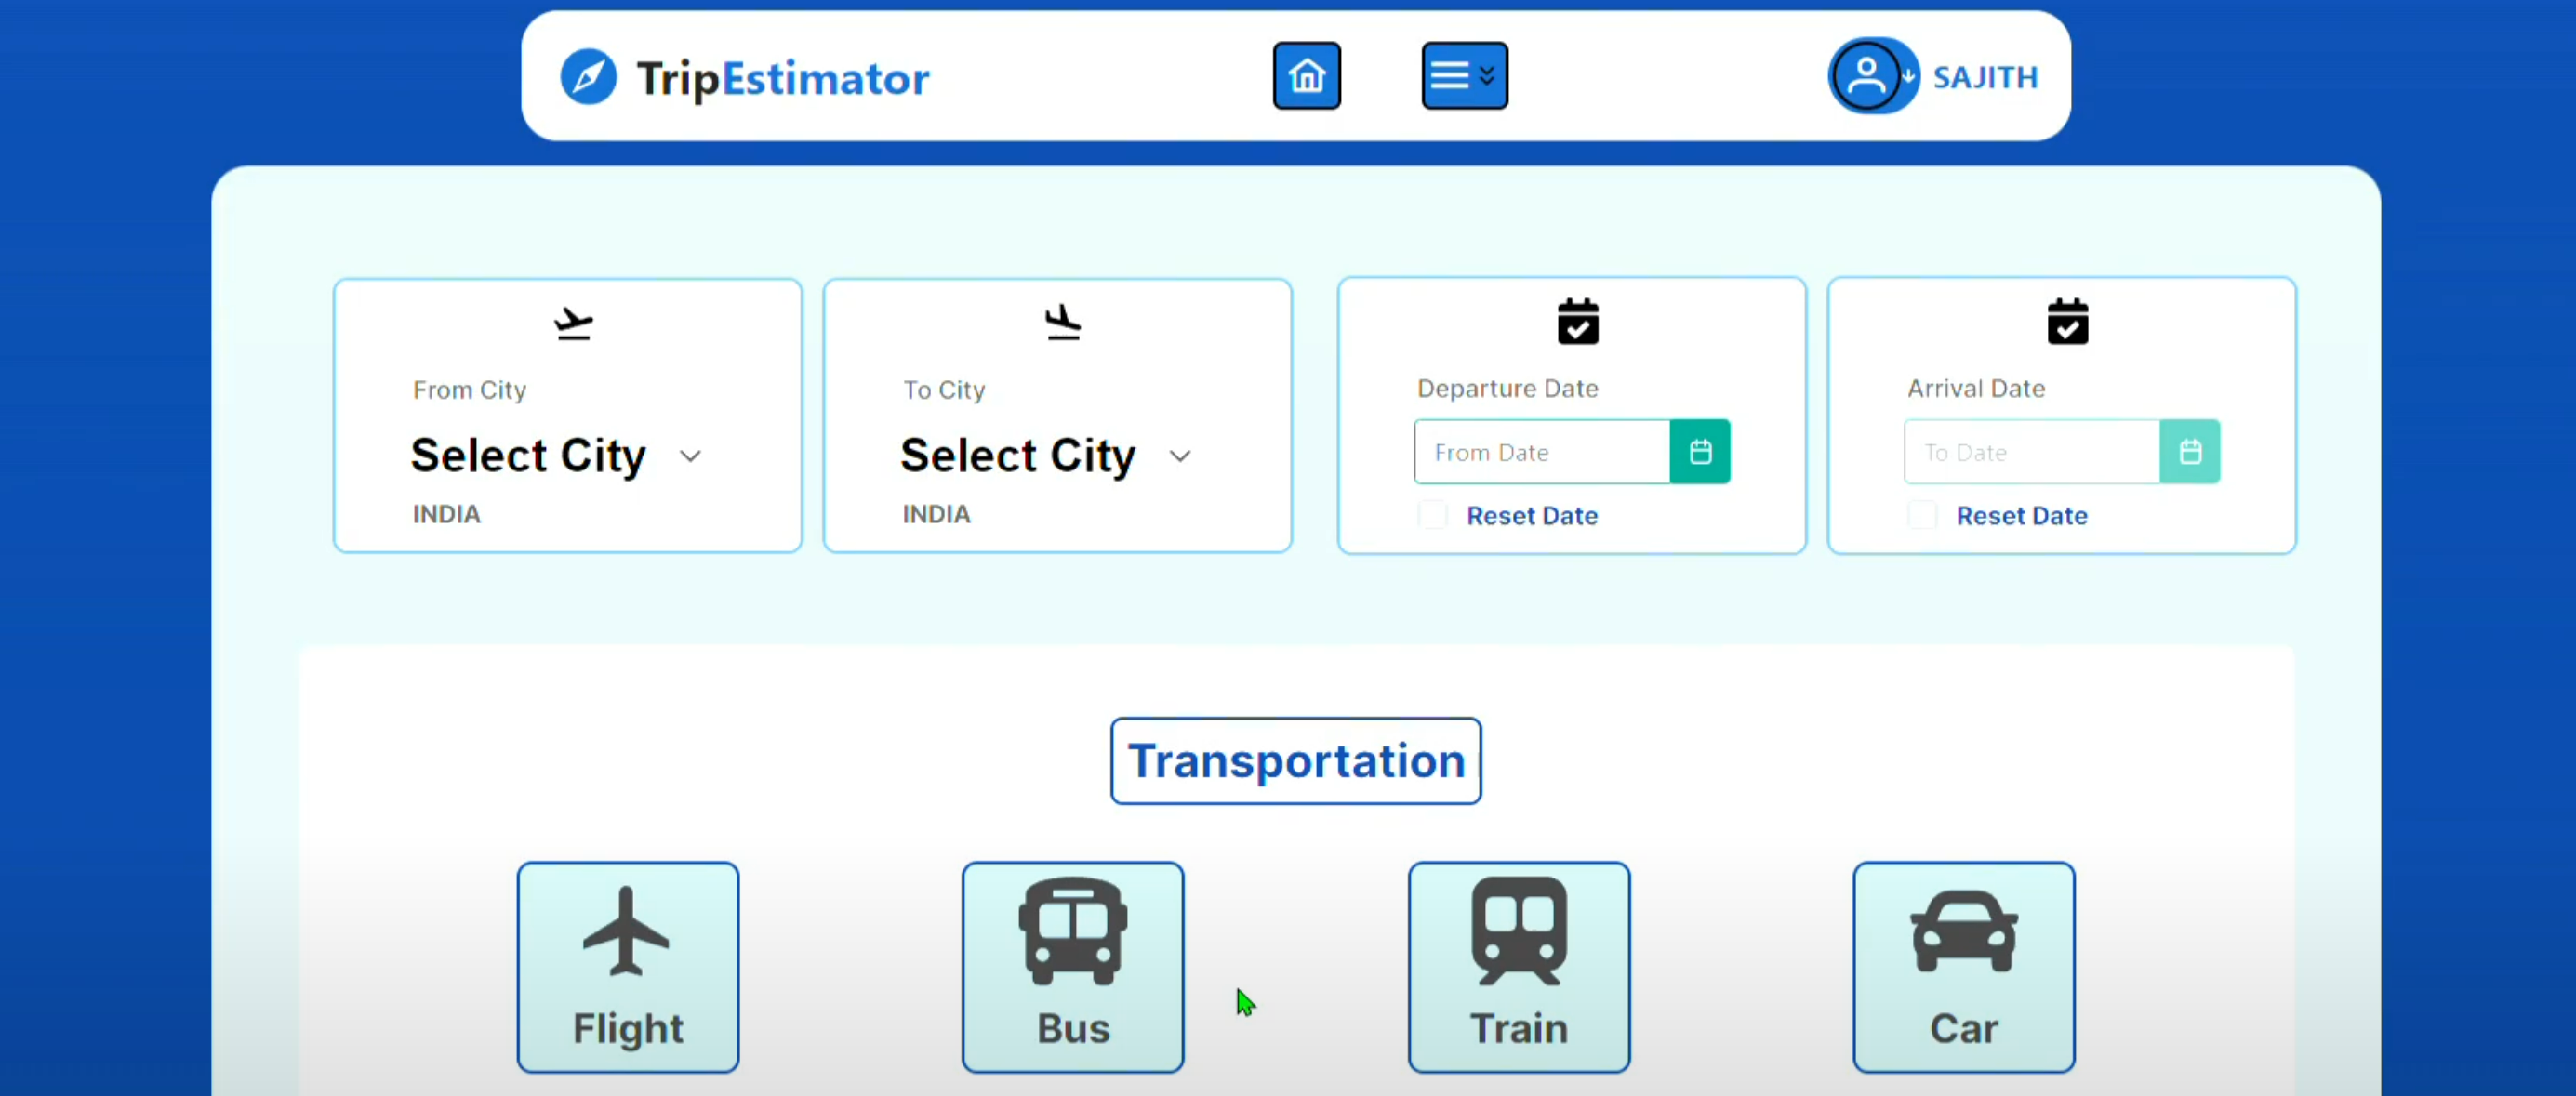 TripEstimator
SAJITH
From City
Select City
INDIA
To City
Select City
INDIA
Departure Date
From Date
Reset Date
Arrival Date
To Date
Reset Date
Transportation
Flight
Bus
Train
Car